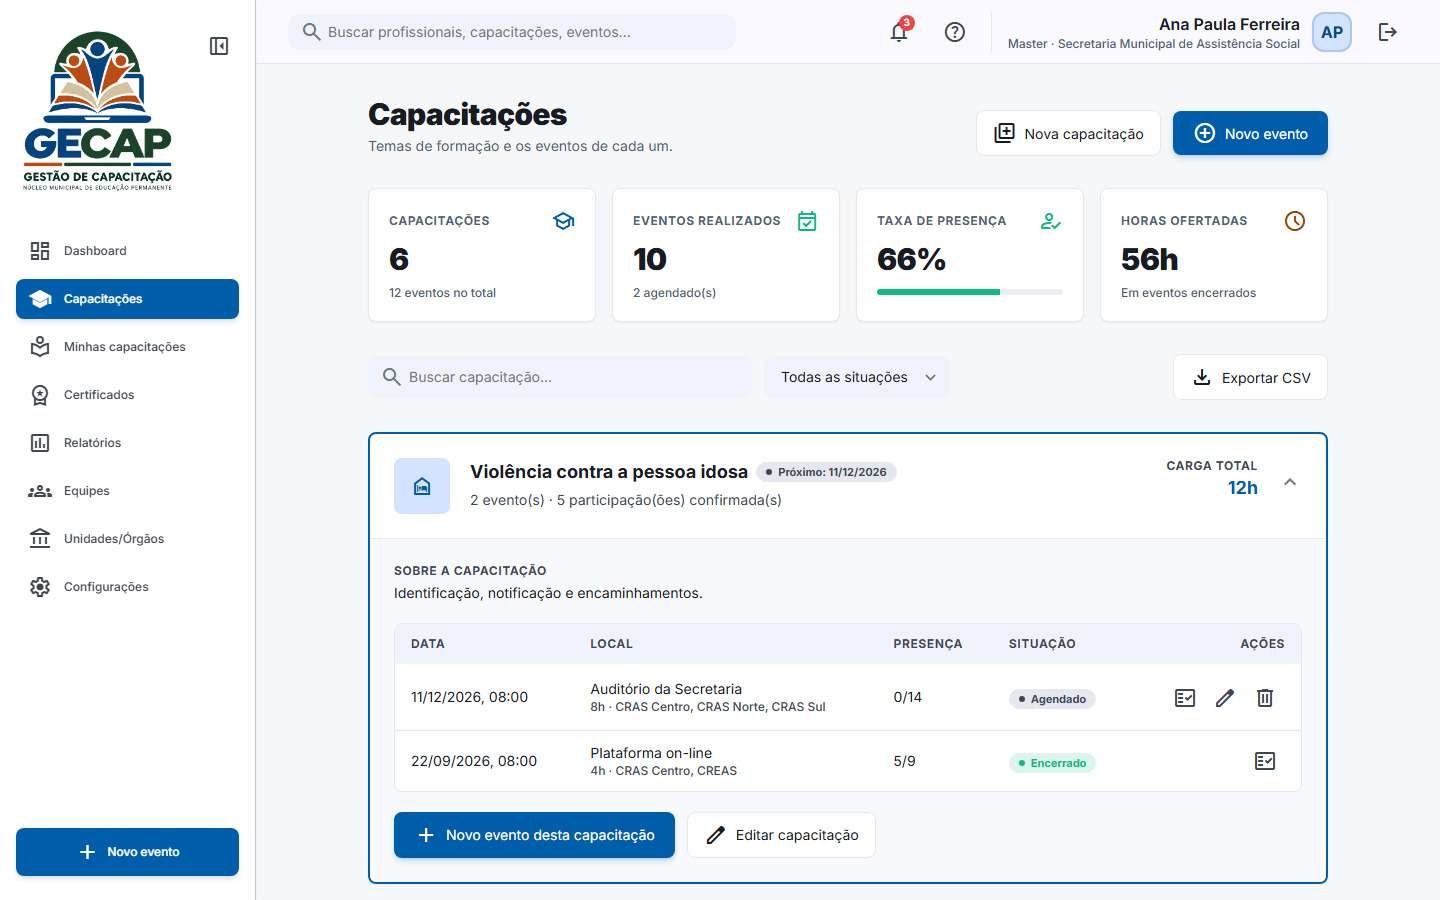 GECAP
GESTÃO DE CAPACITAÇÃO
NÚCLEO MUNICIPAL DE EDUCAÇÃO PERMANENTE
Dashboard
Capacitações
Minhas capacitações
Certificados
Relatórios
Equipes
Unidades/Órgãos
Configurações
Novo evento
Buscar profissionais, capacitações, eventos...
3
Ana Paula Ferreira
Master · Secretaria Municipal de Assistência Social
AP
Capacitações
Temas de formação e os eventos de cada um.
Nova capacitação
Novo evento
CAPACITAÇÕES
6
12 eventos no total
EVENTOS REALIZADOS
10
2 agendado(s)
TAXA DE PRESENÇA
66%
HORAS OFERTADAS
56h
Em eventos encerrados
Buscar capacitação...
Todas as situações
Exportar CSV
Violência contra a pessoa idosa
Próximo: 11/12/2026
2 evento(s) · 5 participação(ões) confirmada(s)
CARGA TOTAL
12h
SOBRE A CAPACITAÇÃO
Identificação, notificação e encaminhamentos.
DATA LOCAL PRESENÇA SITUAÇÃO AÇÕES
11/12/2026, 08:00
Auditório da Secretaria
8h · CRAS Centro, CRAS Norte, CRAS Sul
0/14
Agendado
22/09/2026, 08:00
Plataforma on-line
4h · CRAS Centro, CREAS
5/9
Encerrado
Novo evento desta capacitação
Editar capacitação